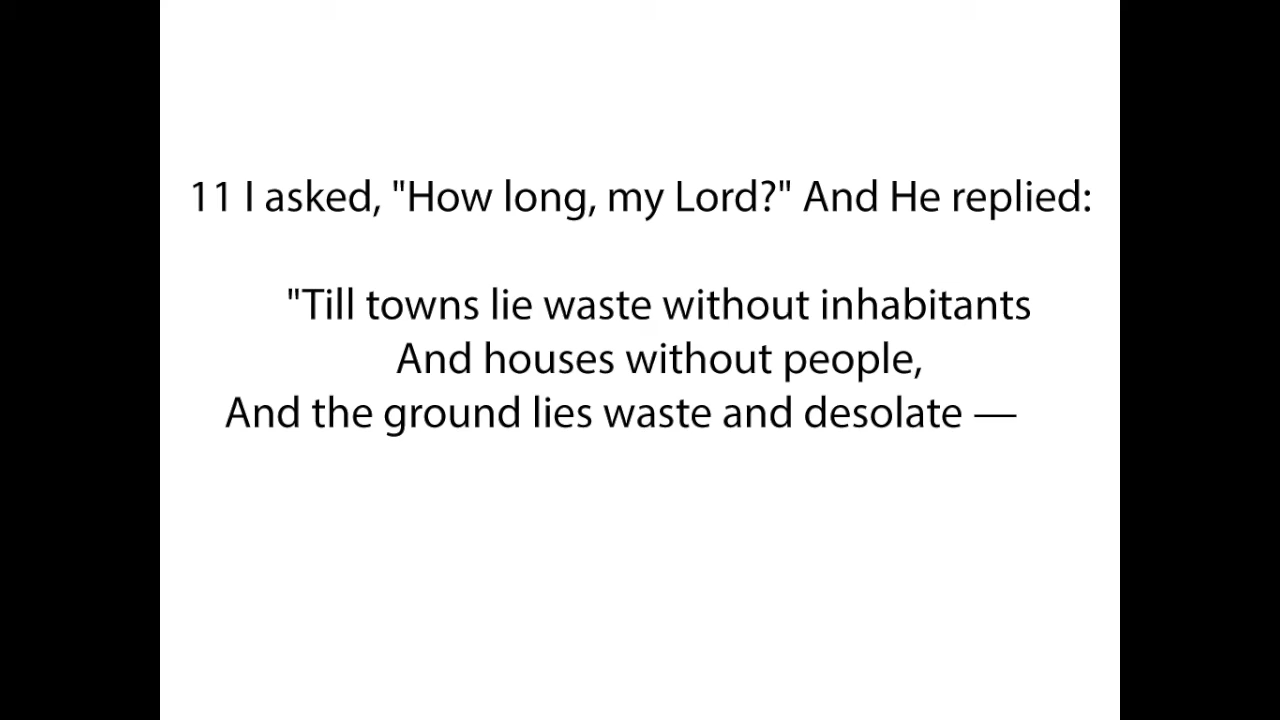 11 I asked, "How long, my Lord?" And He replied:
"Till towns lie waste without inhabitants
And houses without people,
And the ground lies waste and desolate —